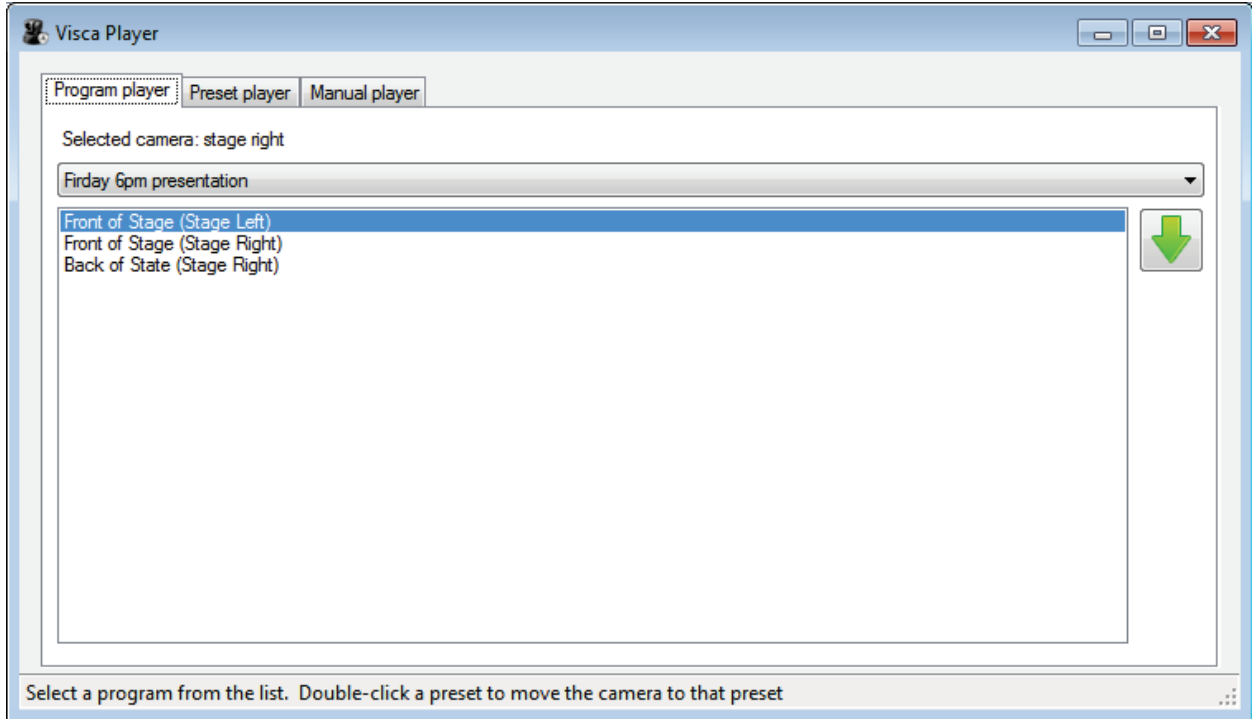 Visca Player
Program player Preset player Manual player
Selected camera: stage right
Firday 6pm presentation
Front of Stage (Stage Left)
Front of Stage (Stage Right)
Back of State (Stage Right)
Select a program from the list.  Double-click a preset to move the camera to that preset